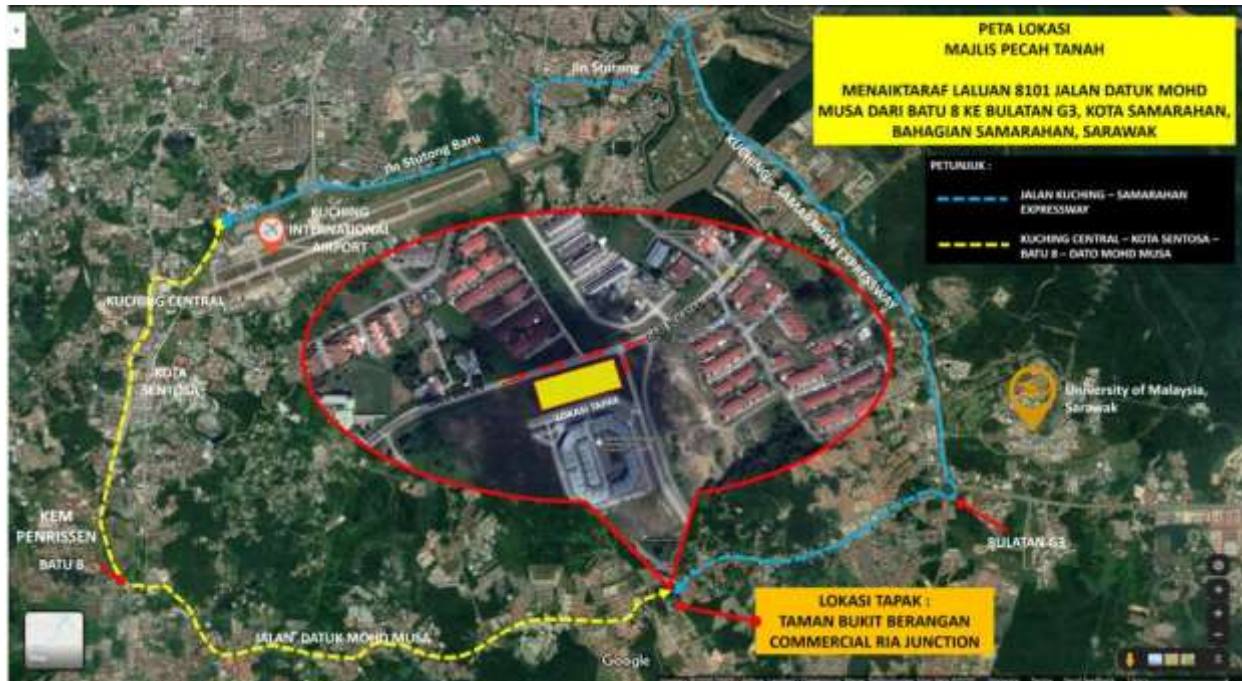 PETA LOKASI
MAJLIS PECAH TANAH
MENAIKTARAF LALUAN 8101 JALAN DATUK MOHD
MUSA DARI BATU 8 KE BULATAN G3, KOTA SAMARAHAN,
BAHAGIAN SAMARAHAN, SARAWAK
PETUNJUK :
JALAN KUCHING – SAMARAHAN
EXPRESSWAY
KUCHING CENTRAL – KOTA SENTOSA –
BATU 8 – DATO MOHD MUSA
Jln Stutong
Jln Stutong Baru
KUCHING - SAMARAHAN EXPRESSWAY
KUCHING
INTERNATIONAL
AIRPORT
KUCHING CENTRAL
KOTA
SENTOSA
LOKASI TAPAK
University of Malaysia,
Sarawak
KEM
PENRISSEN
BATU 8
BULATAN G3
JALAN DATUK MOHD MUSA
LOKASI TAPAK :
TAMAN BUKIT BERANGAN
COMMERCIAL RIA JUNCTION
Google